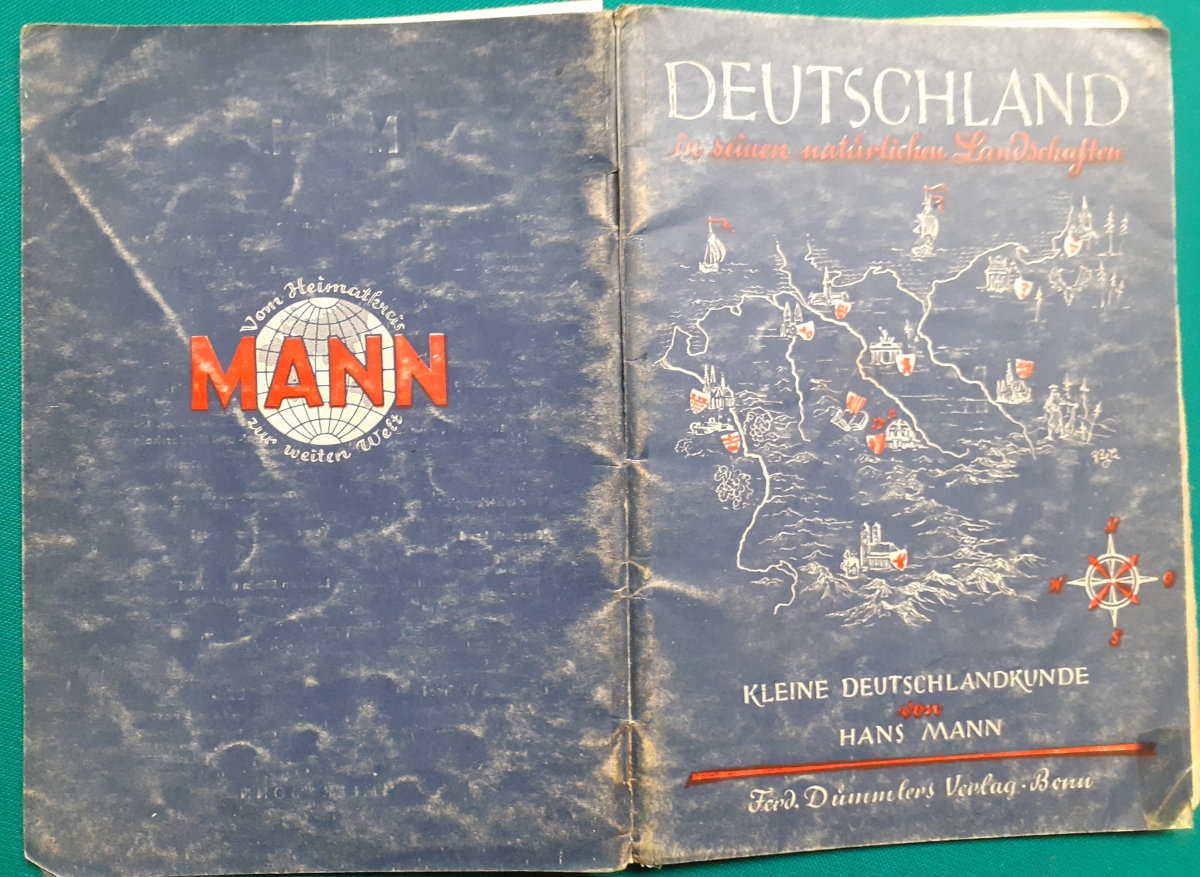 Vom Heimatkreis
MANN
zur weiten Welt
DEUTSCHLAND
in seinen natürlichen Landschaften
N
W
O
S
KLEINE DEUTSCHLANDKUNDE
von
HANS MANN
Ferd. Dümmlers Verlag · Bonn